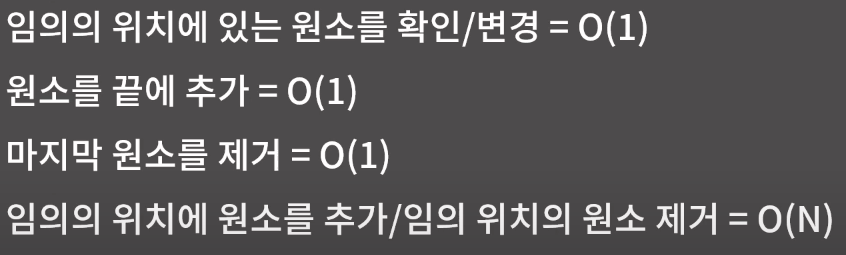 임의의 위치에 있는 원소를 확인/변경 = O(1)
원소를 끝에 추가 = O(1)
마지막 원소를 제거 = O(1)
임의의 위치에 원소를 추가/임의 위치의 원소 제거 = O(N)